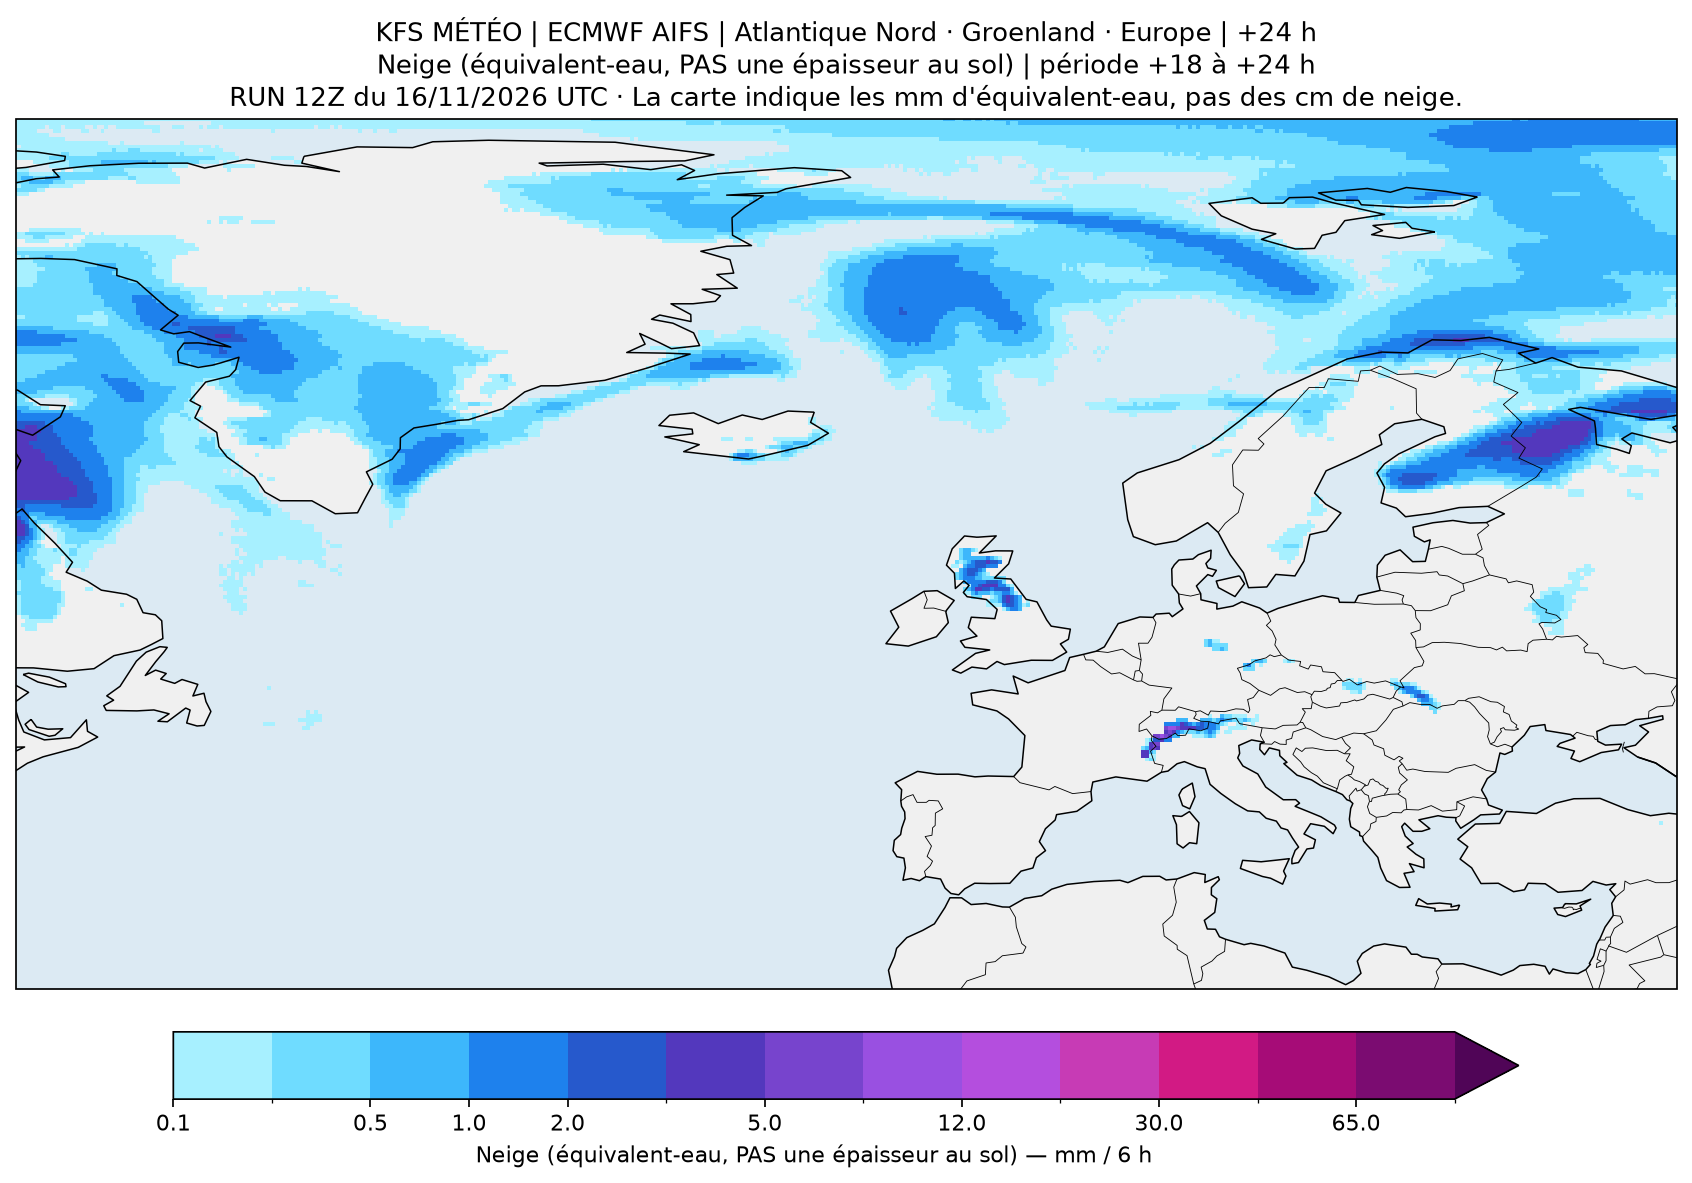 KFS MÉTÉO | ECMWF AIFS | Atlantique Nord · Groenland · Europe | +24 h
Neige (équivalent-eau, PAS une épaisseur au sol) | période +18 à +24 h
RUN 12Z du 16/11/2026 UTC · La carte indique les mm d'équivalent-eau, pas des cm de neige.
0.1 0.5 1.0 2.0 5.0 12.0 30.0 65.0
Neige (équivalent-eau, PAS une épaisseur au sol) — mm / 6 h